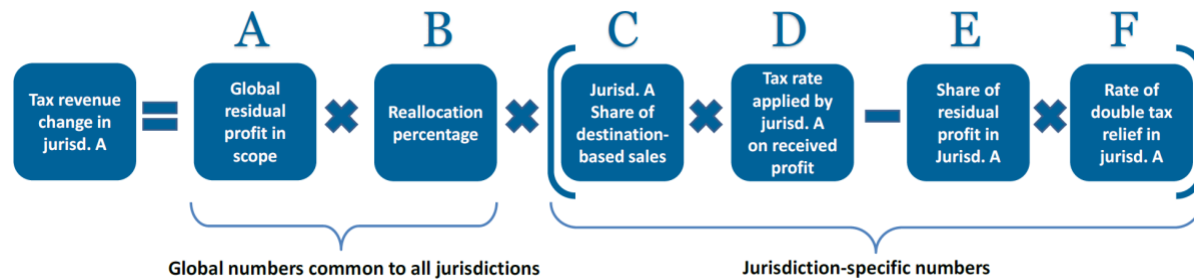 A
B
C
D
E
F
Tax revenue
change in
jurisd. A
=
Global
residual
profit in
scope
×
Reallocation
percentage
×
(
Jurisd. A
Share of
destination-
based sales
×
Tax rate
applied by
jurisd. A
on received
profit
−
Share of
residual
profit in
Jurisd. A
×
Rate of
double tax
relief in
jurisd. A
)
Global numbers common to all jurisdictions
Jurisdiction-specific numbers